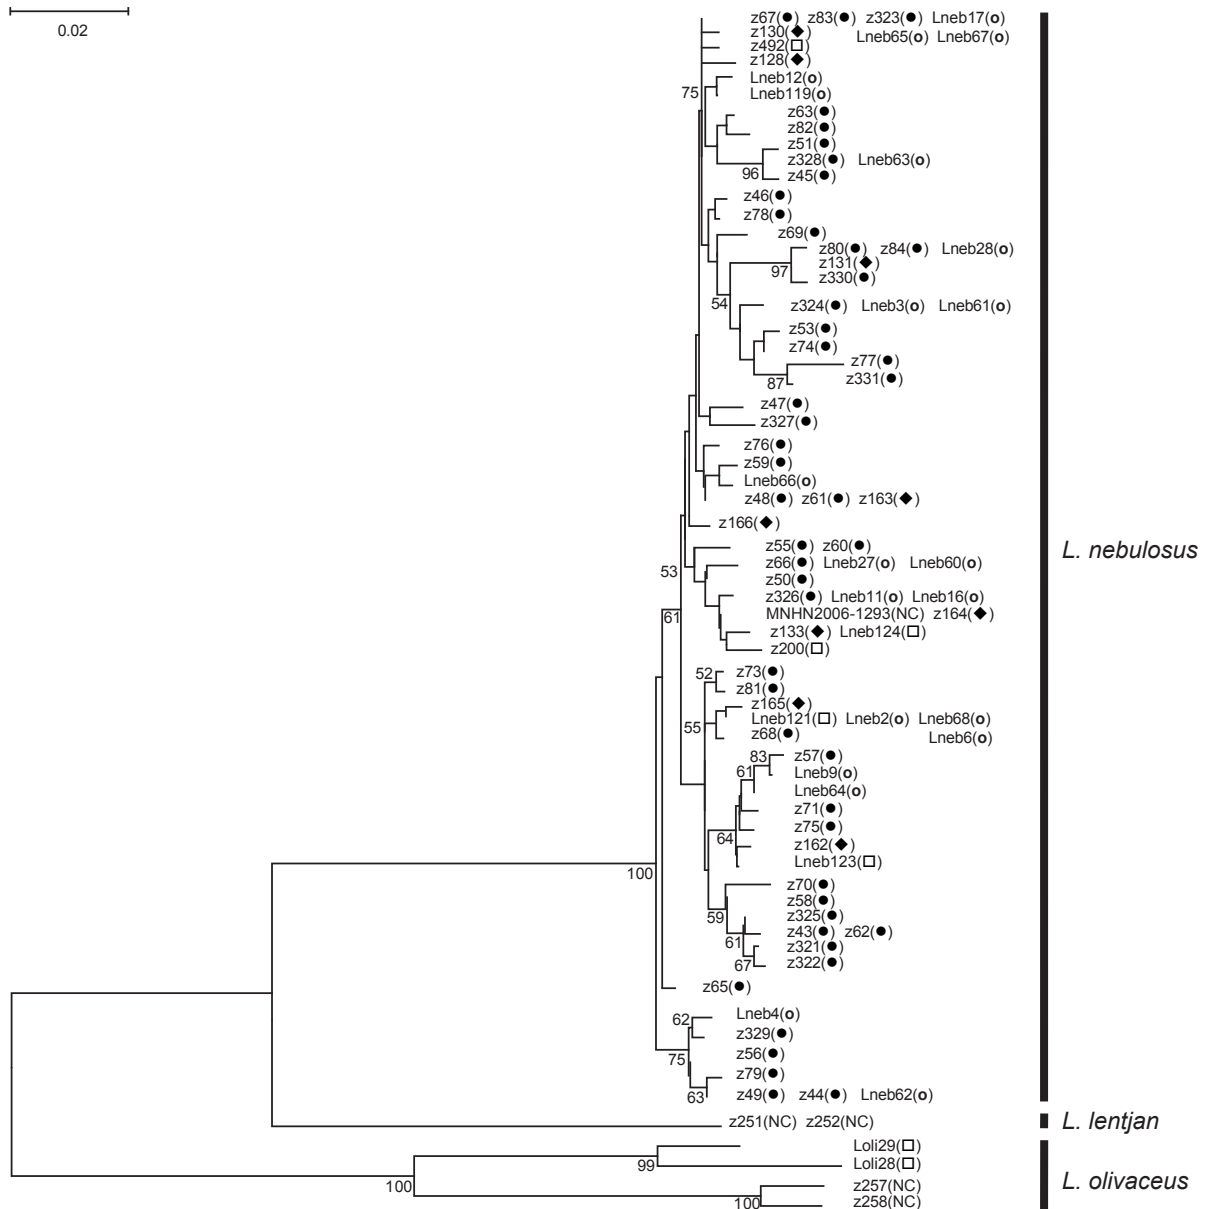 0.02
z67(●) z83(●) z323(●) Lneb17(o)
z130(◆) Lneb65(o) Lneb67(o)
z492(□)
z128(◆)
75
Lneb12(o)
Lneb119(o)
z63(●)
z82(●)
z51(●)
z328(●) Lneb63(o)
96
z45(●)
z46(●)
z78(●)
z69(●)
z80(●) z84(●) Lneb28(o)
z131(◆)
97
z330(●)
54
z324(●) Lneb3(o) Lneb61(o)
z53(●)
z74(●)
z77(●)
87
z331(●)
z47(●)
z327(●)
z76(●)
z59(●)
Lneb66(o)
z48(●) z61(●) z163(◆)
z166(◆)
z55(●) z60(●)
L. nebulosus
z66(●) Lneb27(o) Lneb60(o)
53
z50(●)
z326(●) Lneb11(o) Lneb16(o)
MNHN2006-1293(NC) z164(◆)
61
z133(◆) Lneb124(□)
z200(□)
52
z73(●)
z81(●)
z165(◆)
Lneb121(□) Lneb2(o) Lneb68(o)
55
z68(●) Lneb6(o)
83
z57(●)
61
Lneb9(o)
Lneb64(o)
z71(●)
z75(●)
64
z162(◆)
Lneb123(□)
100
z70(●)
z58(●)
59
z325(●)
z43(●) z62(●)
61
z321(●)
67
z322(●)
z65(●)
62
Lneb4(o)
z329(●)
75
z56(●)
z79(●)
63
z49(●) z44(●) Lneb62(o)
z251(NC) z252(NC)
L. lentjan
Loli29(□)
99
Loli28(□)
100
z257(NC)
L. olivaceus
100
z258(NC)